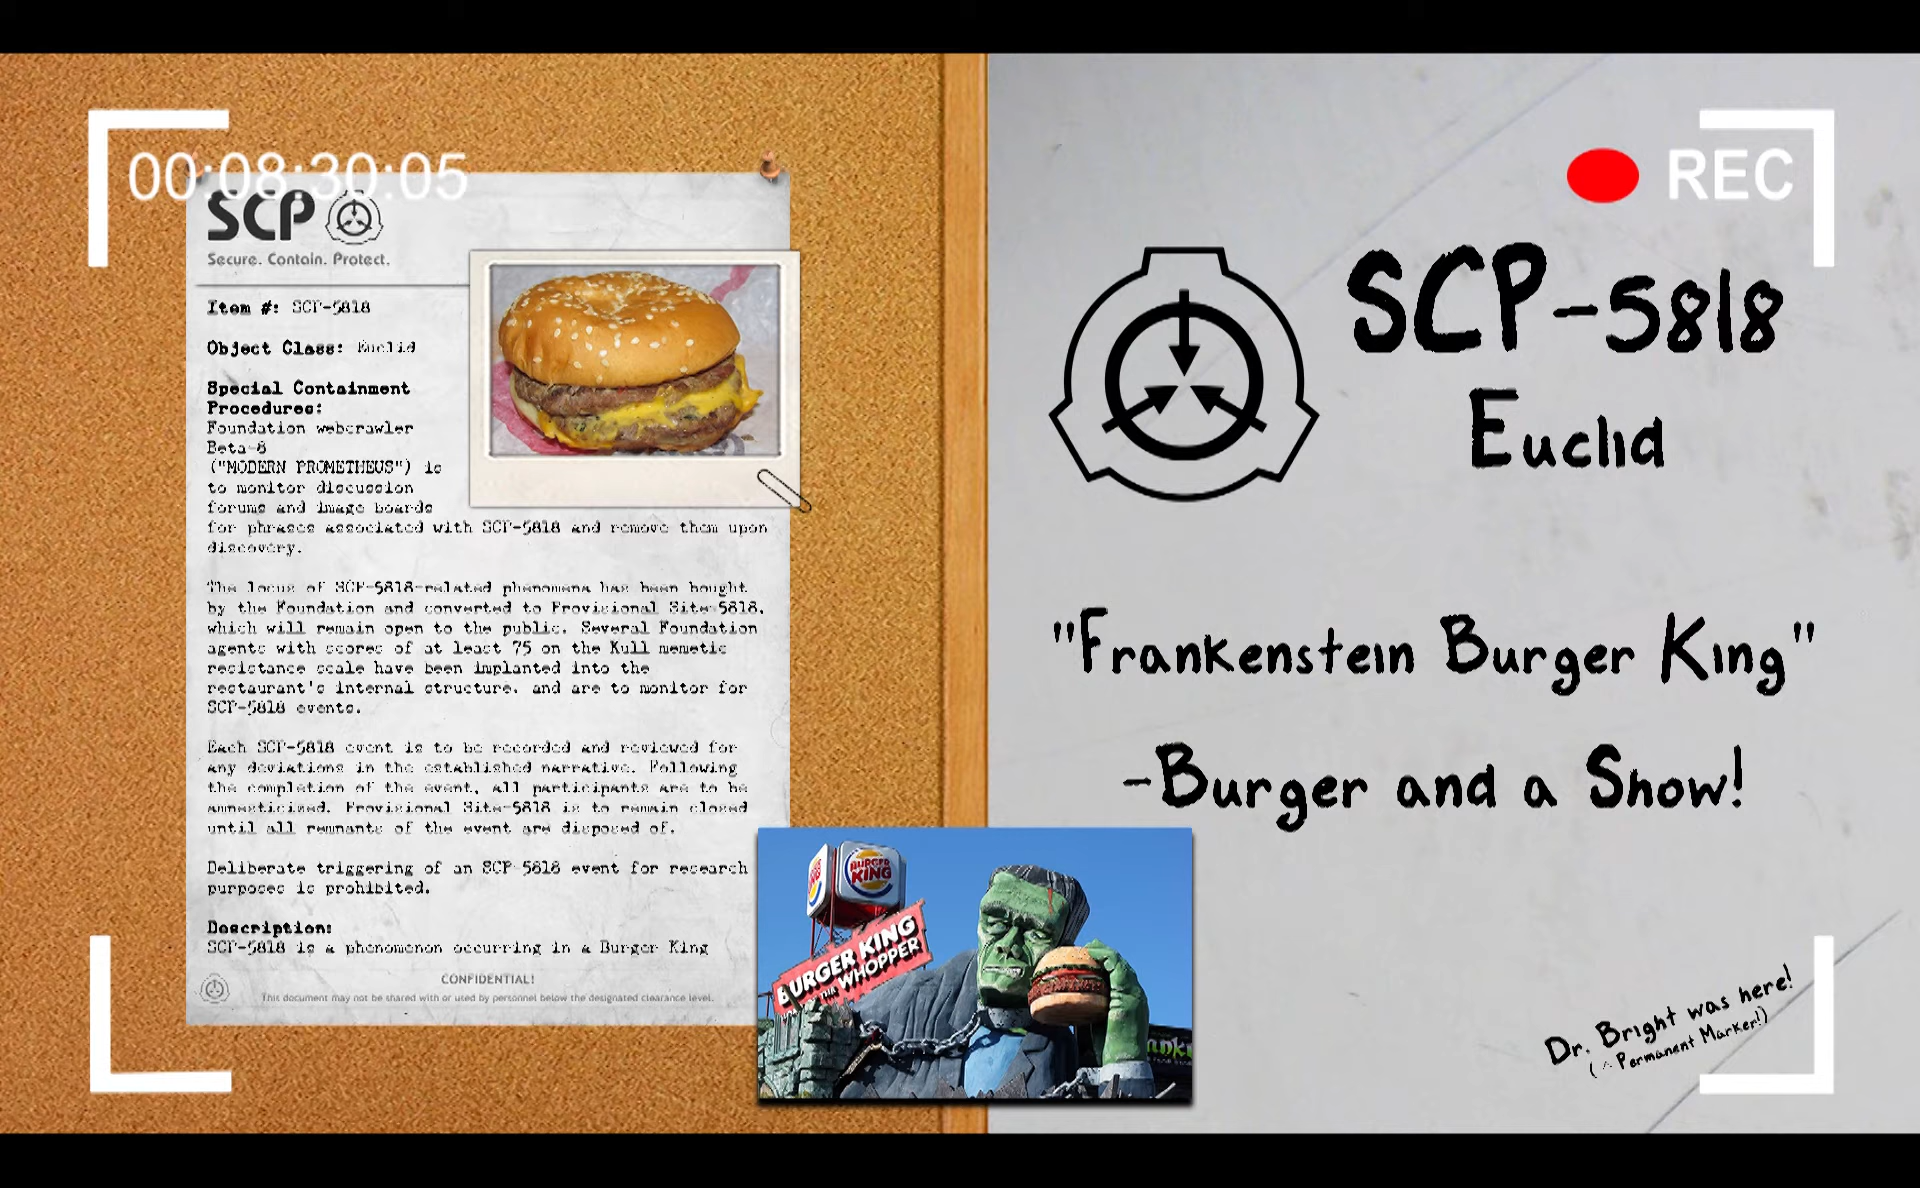 00:08:30:05
REC
SCP
Secure. Contain. Protect.
Item #: SCP-5818
Object Class: Euclid
Special Containment
Procedures:
Foundation webcrawler
Beta-8
("MODERN PROMETHEUS") is
to monitor discussion
forums and image boards
for phrases associated with SCP-5818 and remove them upon
discovery.
The locus of SCP-5818-related phenomena has been bought
by the Foundation and converted to Provisional Site-5818,
which will remain open to the public. Several Foundation
agents with scores of at least 75 on the Kull memetic
resistance scale have been implanted into the
restaurant's internal structure, and are to monitor for
SCP-5818 events.
Each SCP-5818 event is to be recorded and reviewed for
any deviations in the established narrative. Following
the completion of the event, all participants are to be
amnesticized. Provisional Site-5818 is to remain closed
until all remnants of the event are disposed of.
Deliberate triggering of an SCP-5818 event for research
purposes is prohibited.
Description:
SCP-5818 is a phenomenon occurring in a Burger King
CONFIDENTIAL!
This document may not be shared with or used by personnel below the designated clearance level.
BURGER
KING
BURGER KING
WHOPPER
SCP-5818
Euclid
"Frankenstein Burger King"
-Burger and a Show!
Dr. Bright was here!
(^ Permanent Marker!)